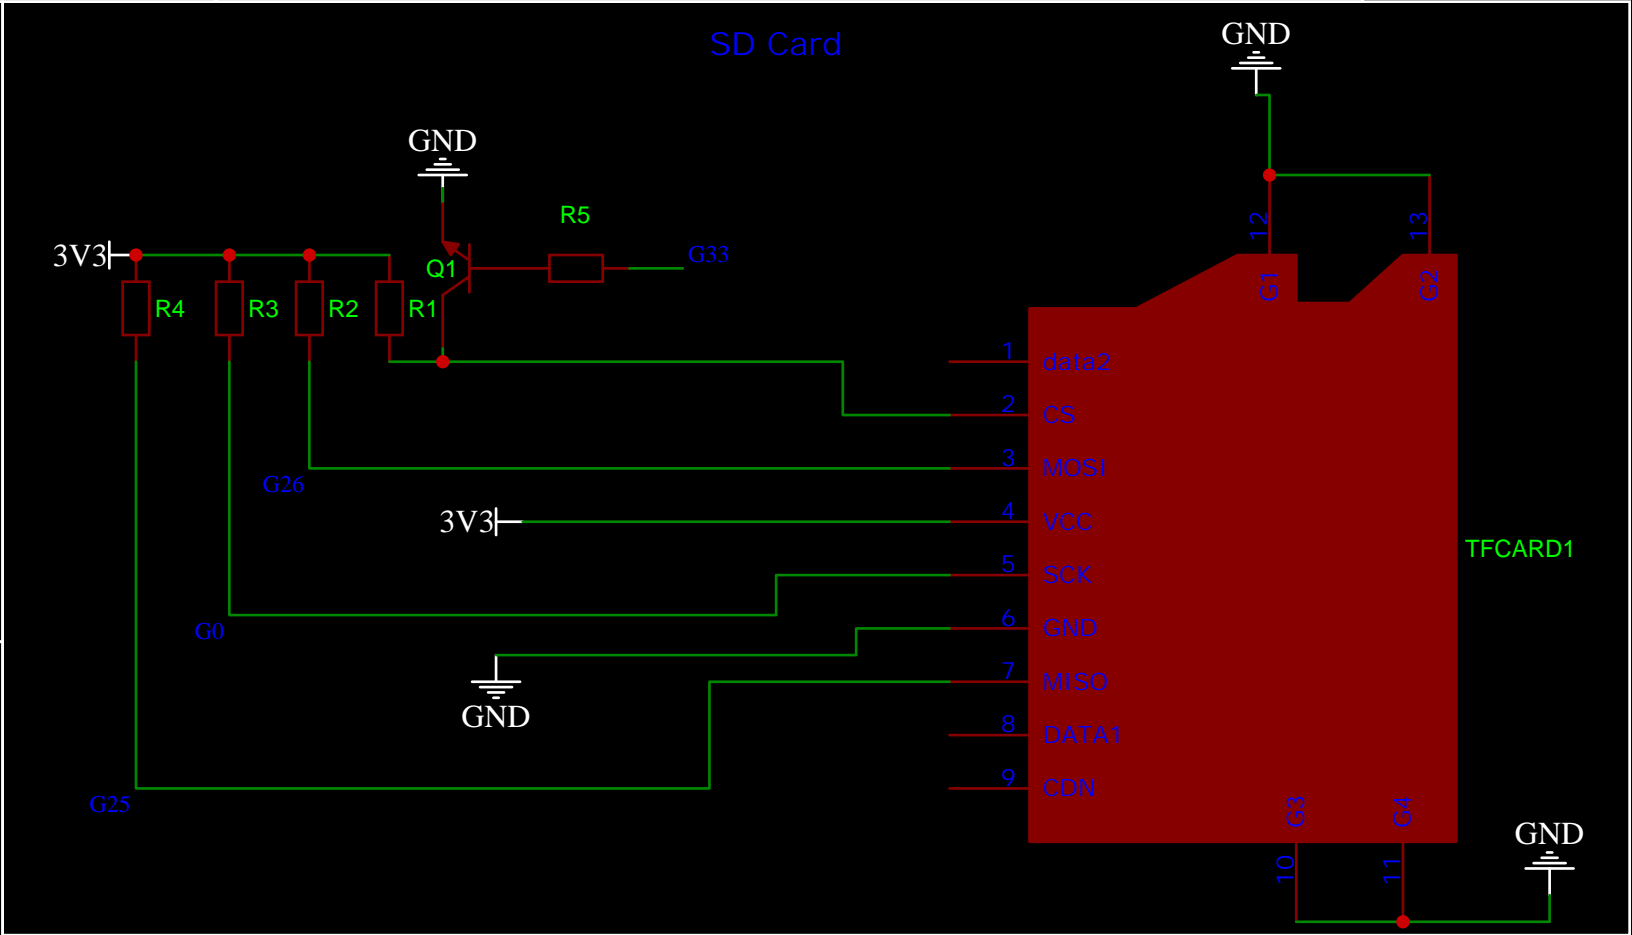 SD Card
GND
GND
12
13
G1
G2
R5
3V3
Q1
G33
R4
R3
R2
R1
1
data2
2
CS
3
MOSI
G26
3V3
4
VCC
TFCARD1
5
SCK
G0
6
GND
7
MISO
GND
8
DATA1
9
CDN
G25
G3
G4
GND
10
11